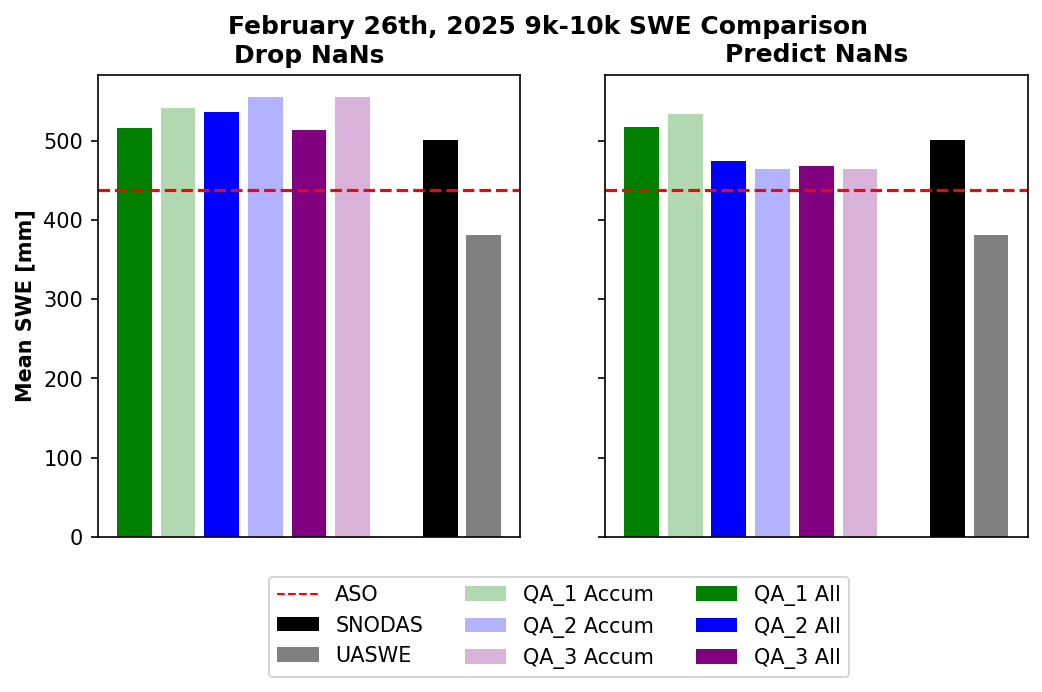 February 26th, 2025 9k-10k SWE Comparison
Drop NaNs
Predict NaNs
Mean SWE [mm]
500
400
300
200
100
0
ASO
SNODAS
UASWE
QA_1 Accum
QA_2 Accum
QA_3 Accum
QA_1 All
QA_2 All
QA_3 All